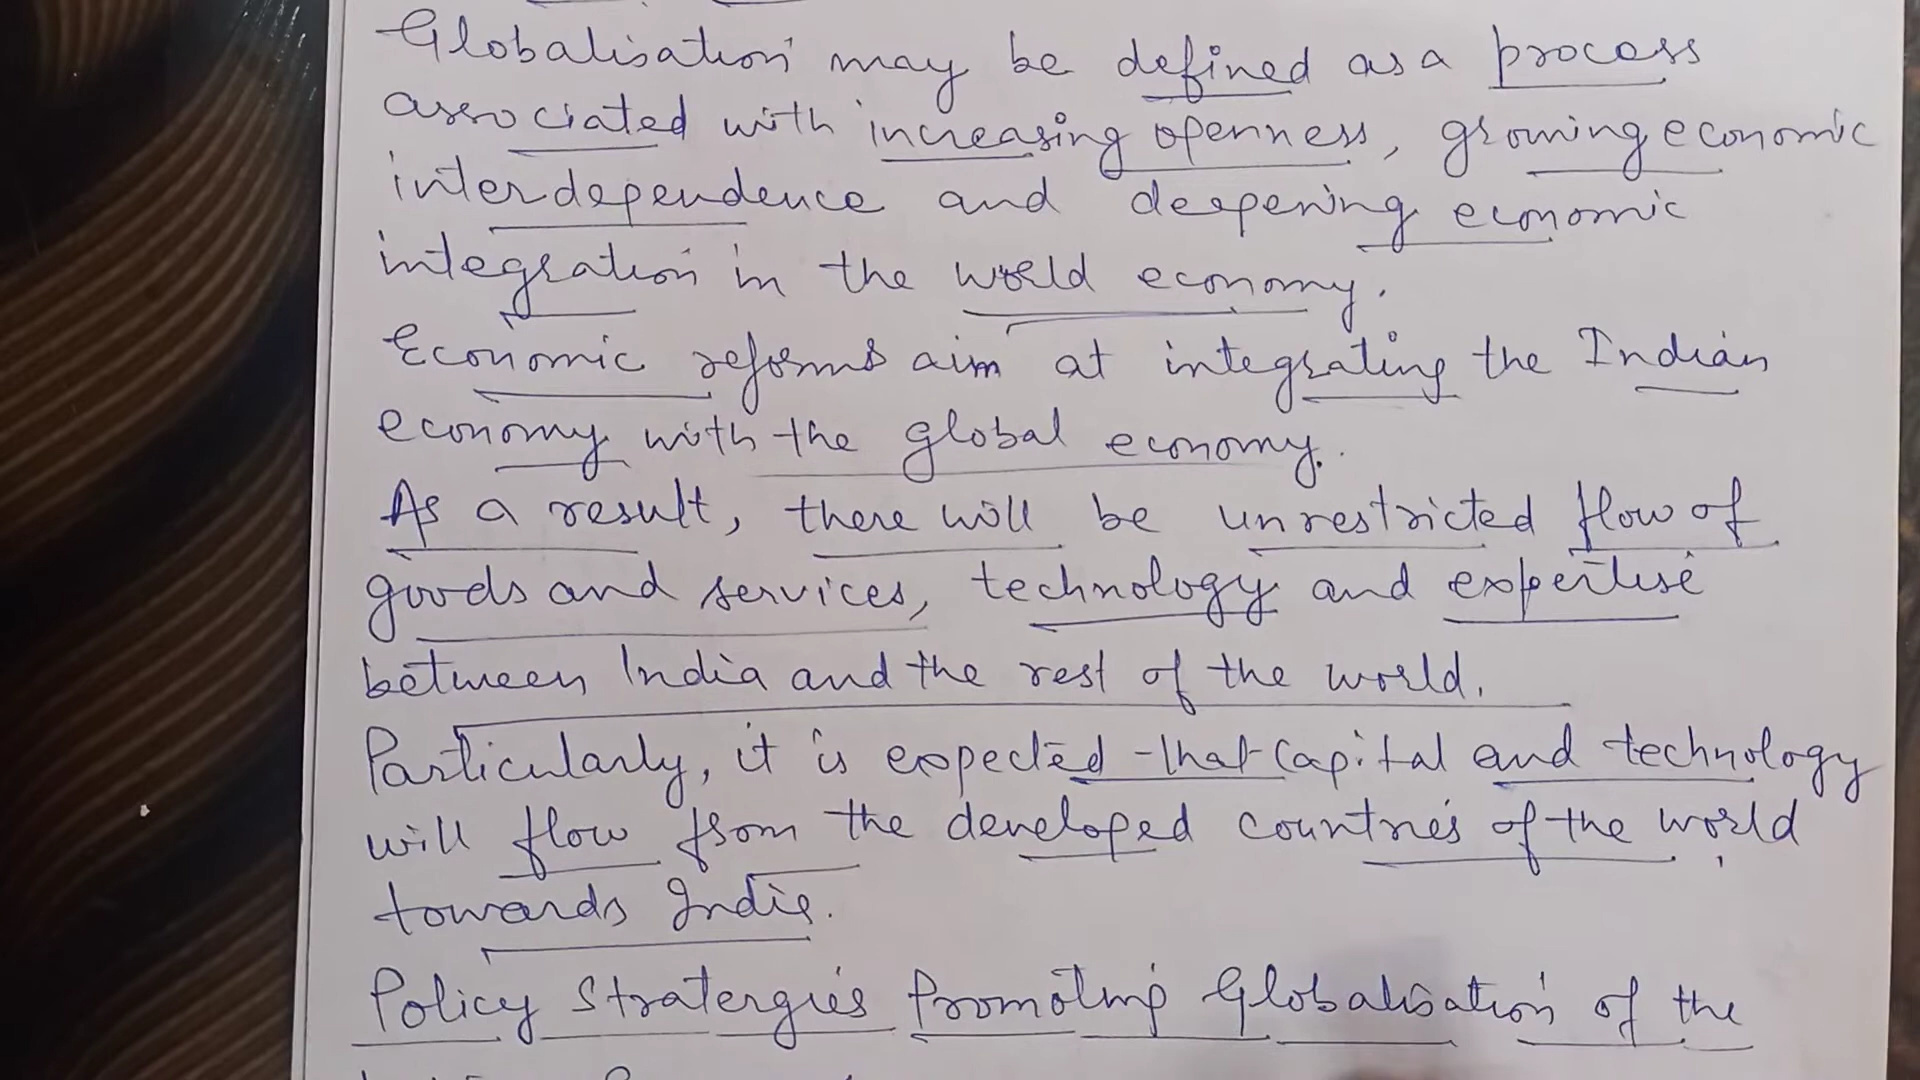 Globalisation may be defined as a process
associated with increasing openness, growing economic
interdependence and deepening economic
integration in the world economy.
Economic reforms aim at integrating the Indian
economy with the global economy.
As a result, there will be unrestricted flow of
goods and services, technology and expertise
between India and the rest of the world.
Particularly, it is expected that capital and technology
will flow from the developed countries of the world
towards India.
Policy Stratergies Promoting Globalisation of the